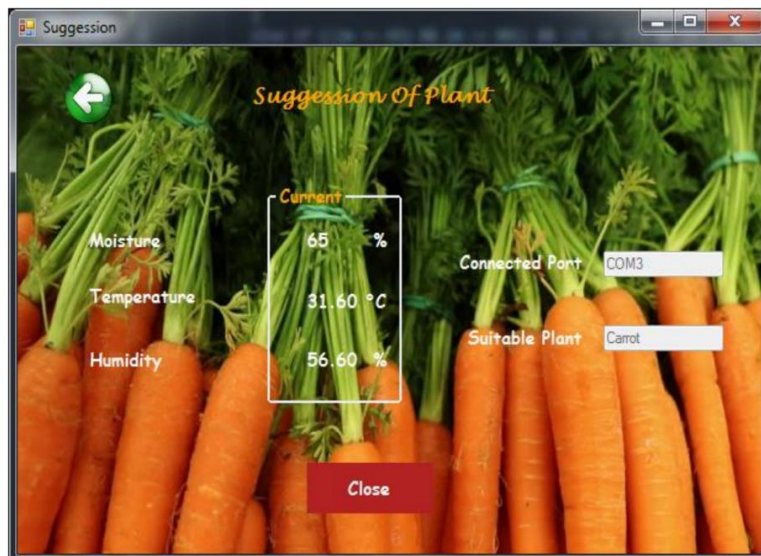 Suggession
Suggession Of Plant
Current
Moisture 65 %
Temperature 31.60 °C
Humidity 56.60 %
Connected Port COM3
Suitable Plant Carrot
Close